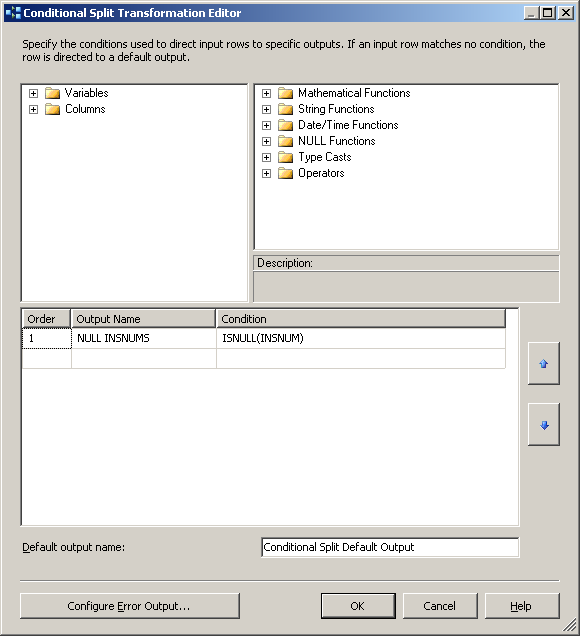 Conditional Split Transformation Editor
Specify the conditions used to direct input rows to specific outputs. If an input row matches no condition, the
row is directed to a default output.
Variables
Columns
Mathematical Functions
String Functions
Date/Time Functions
NULL Functions
Type Casts
Operators
Description:
Order Output Name Condition
1 NULL INSNUMS ISNULL(INSNUM)
Default output name: Conditional Split Default Output
Configure Error Output... OK Cancel Help